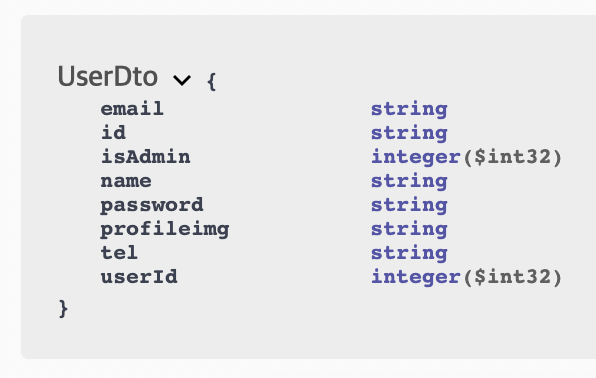 UserDto {
email string
id string
isAdmin integer($int32)
name string
password string
profileimg string
tel string
userId integer($int32)
}